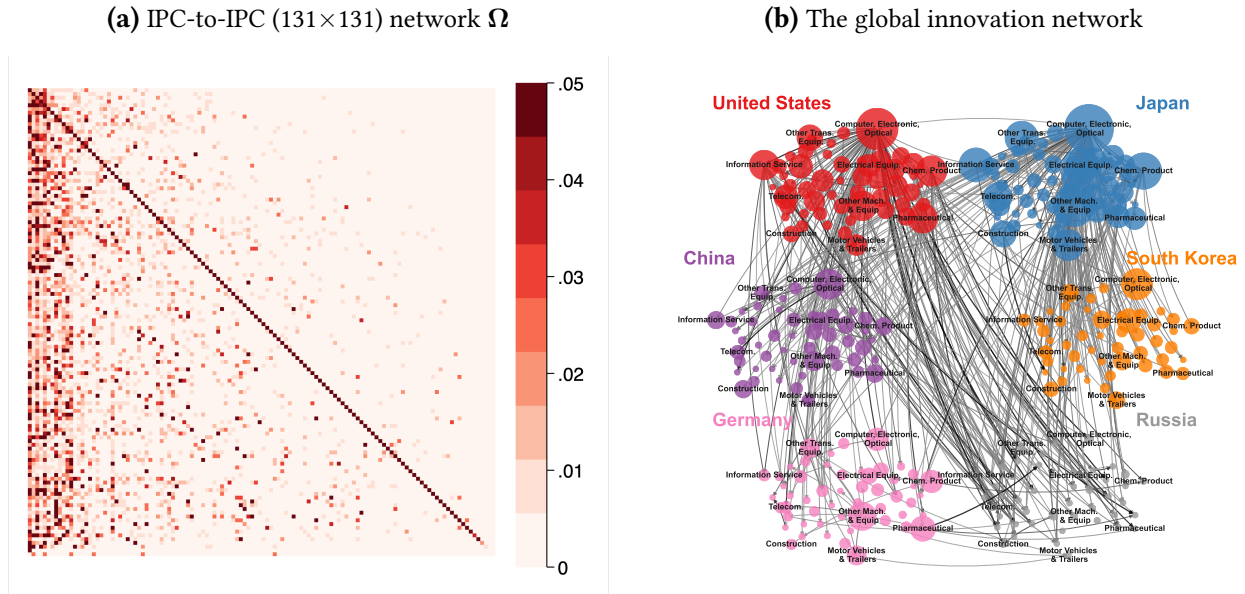 (a) IPC-to-IPC (131×131) network Ω
.05
.04
.03
.02
.01
0
(b) The global innovation network
United States
Computer, Electronic,
Optical
Other Trans.
Equip.
Information Service
Electrical Equip.
Chem. Product
Telecom.
Other Mach.
& Equip
Pharmaceutical
Construction
Motor Vehicles
& Trailers
Japan
Computer, Electronic,
Optical
Other Trans.
Equip.
Information Service
Electrical Equip.
Chem. Product
Telecom.
Other Mach.
& Equip
Pharmaceutical
Construction
Motor Vehicles
& Trailers
China
Computer, Electronic,
Optical
Other Trans.
Equip.
Information Service
Electrical Equip.
Chem. Product
Telecom.
Other Mach.
& Equip
Pharmaceutical
Construction
Motor Vehicles
& Trailers
South Korea
Computer, Electronic,
Optical
Other Trans.
Equip.
Information Service
Electrical Equip.
Chem. Product
Telecom.
Other Mach.
& Equip
Pharmaceutical
Construction
Motor Vehicles
& Trailers
Germany
Computer, Electronic,
Optical
Other Trans.
Equip.
Information Service
Electrical Equip.
Chem. Product
Telecom.
Other Mach.
& Equip
Pharmaceutical
Construction
Motor Vehicles
& Trailers
Russia
Computer, Electronic,
Optical
Other Trans.
Equip.
Information Service
Electrical Equip.
Chem. Product
Telecom.
Other Mach.
& Equip
Pharmaceutical
Construction
Motor Vehicles
& Trailers